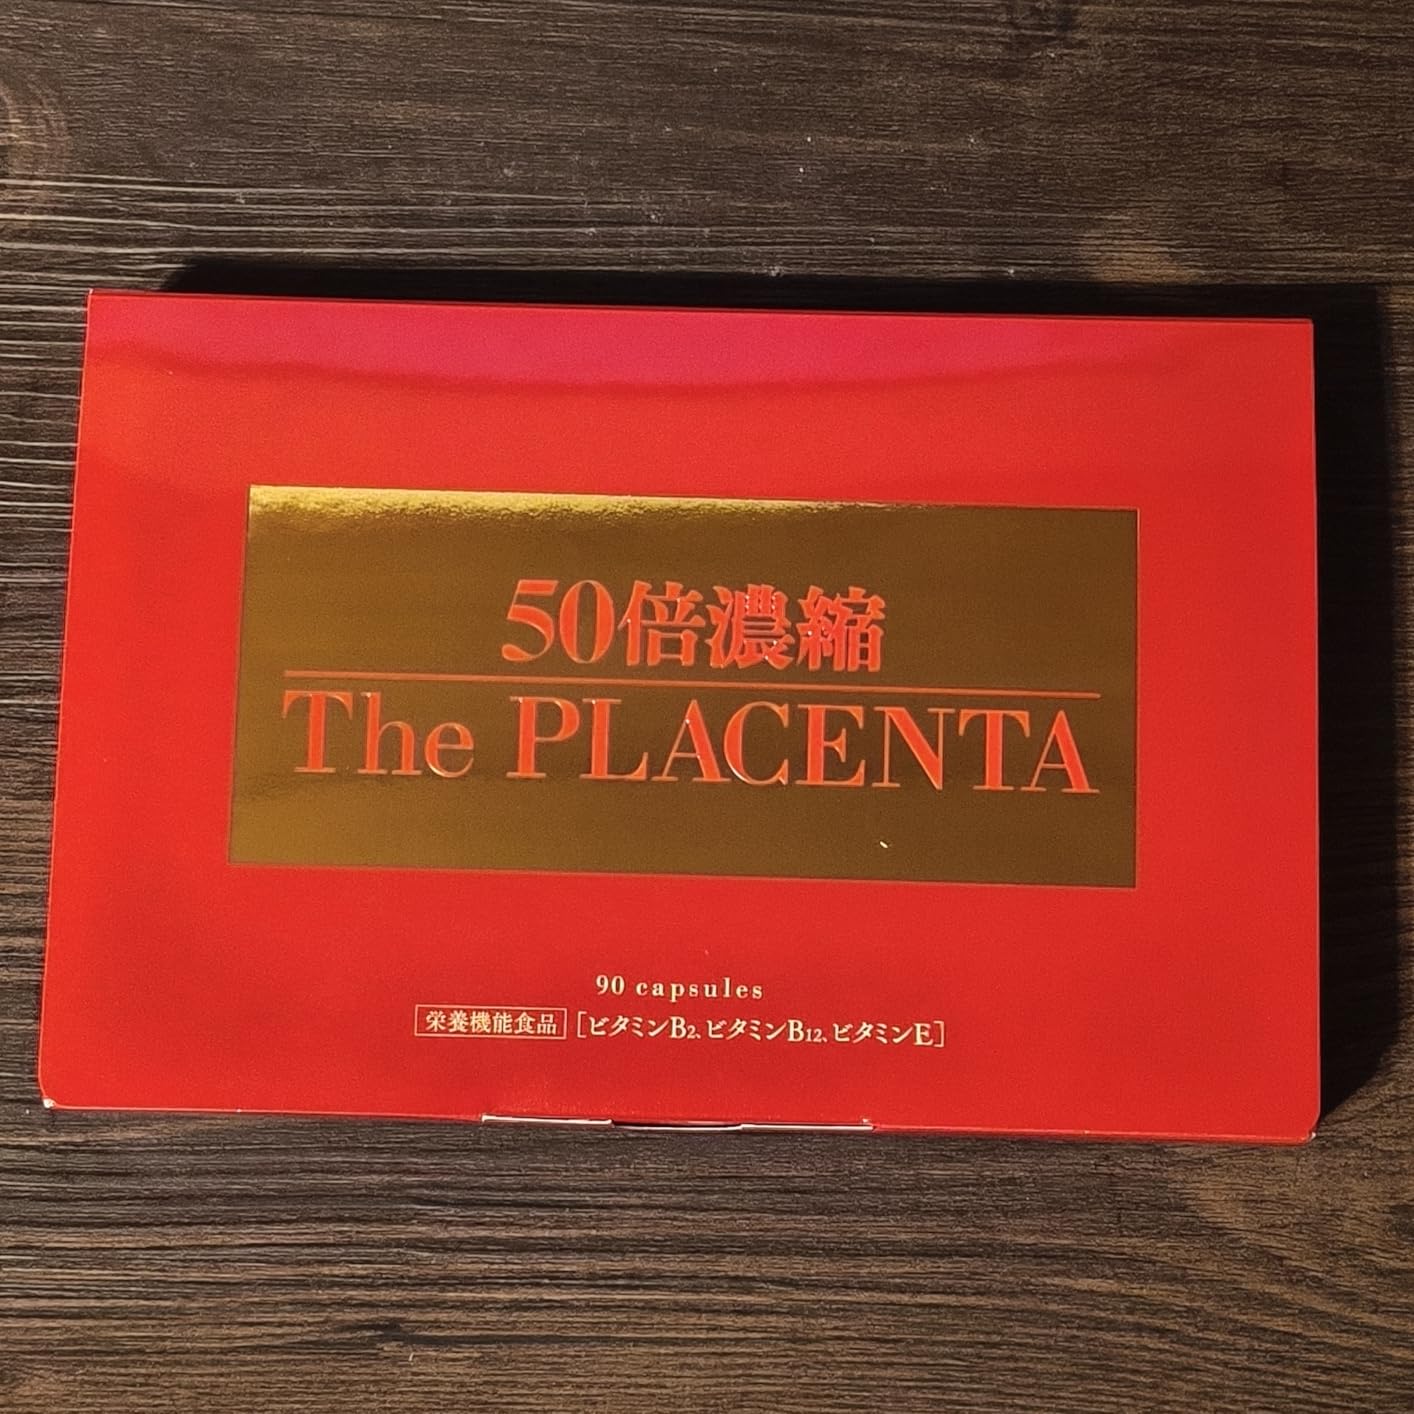 50倍濃縮
The PLACENTA
90 capsules
栄養機能食品 [ビタミンB2、ビタミンB12、ビタミンE]